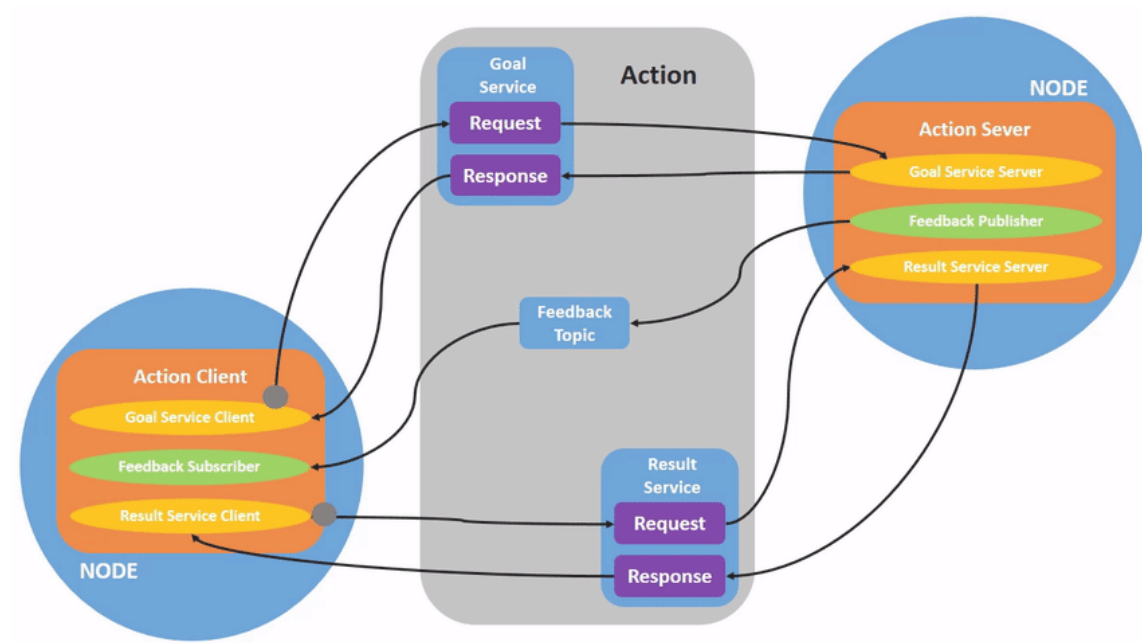 Goal
Service
Request
Response
Action
NODE
Action Sever
Goal Service Server
Feedback Publisher
Result Service Server
Feedback
Topic
Action Client
Goal Service Client
Feedback Subscriber
Result Service Client
NODE
Result
Service
Request
Response